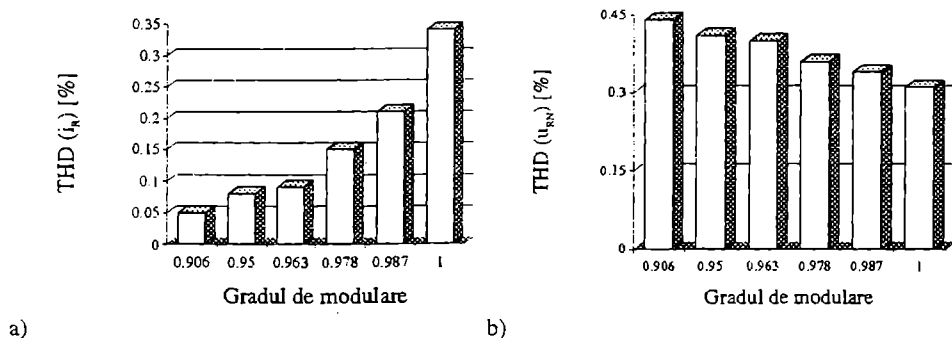 0.35
0.3
0.25
0.2
0.15
0.1
0.05
0
THD (i_R) [%]
0.906 0.95 0.963 0.978 0.987 1
Gradul de modulare
a)
0.45
0.3
0.15
0
THD (u_RN) [%]
0.906 0.95 0.963 0.978 0.987 1
Gradul de modulare
b)